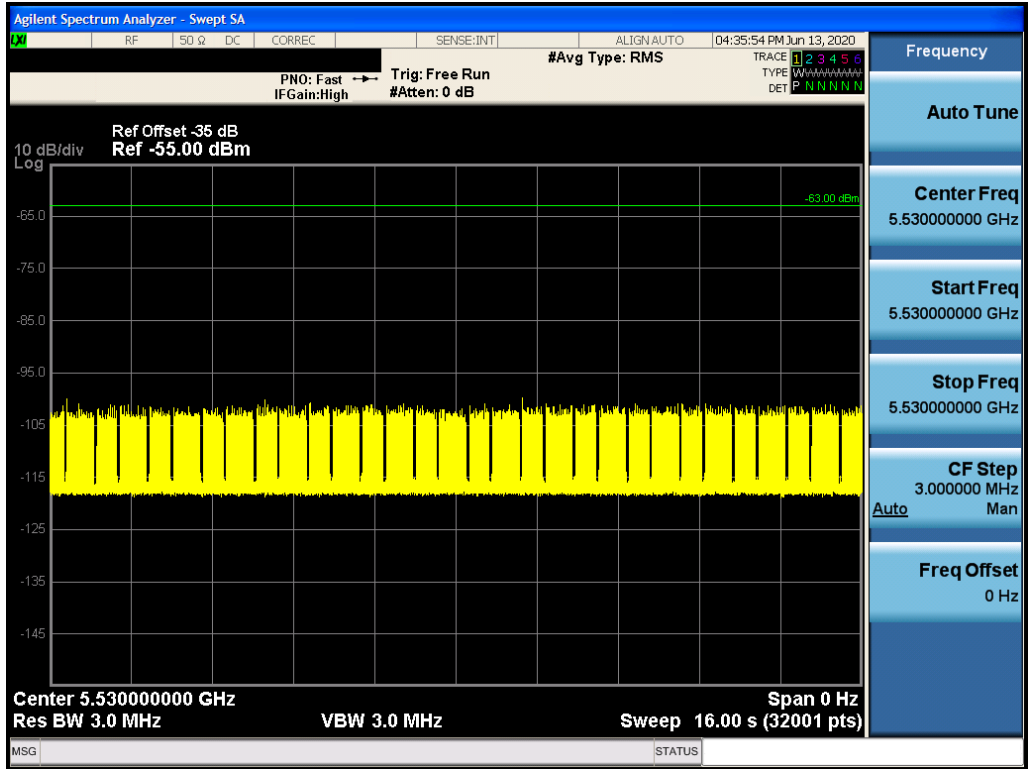 Agilent Spectrum Analyzer - Swept SA
LXI RF 50 Ω DC CORREC SENSE:INT ALIGN AUTO 04:35:54 PM Jun 13, 2020
#Avg Type: RMS
TRACE 1 2 3 4 5 6
TYPE WWWWWW
DET P N N N N N
PNO: Fast
IFGain:High
Trig: Free Run
#Atten: 0 dB
Ref Offset -35 dB
10 dB/div Ref -55.00 dBm
Log
-63.00 dBm
-65.0
-75.0
-85.0
-95.0
-105
-115
-125
-135
-145
Center 5.530000000 GHz Span 0 Hz
Res BW 3.0 MHz VBW 3.0 MHz Sweep 16.00 s (32001 pts)
MSG STATUS
Frequency
Auto Tune
Center Freq
5.530000000 GHz
Start Freq
5.530000000 GHz
Stop Freq
5.530000000 GHz
CF Step
3.000000 MHz
Auto Man
Freq Offset
0 Hz